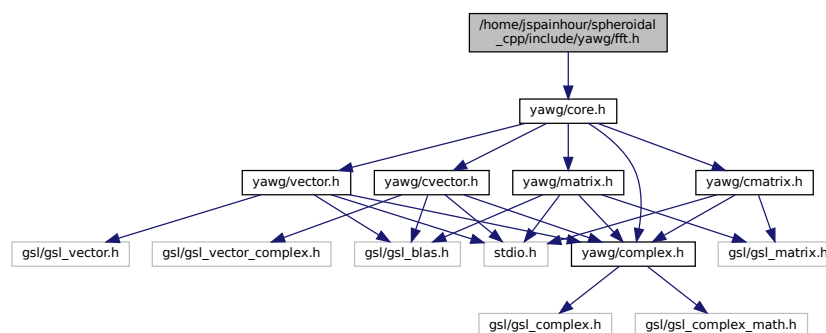 /home/jspainhour/spheroidal
_cpp/include/yawg/fft.h
yawg/core.h
yawg/vector.h
yawg/cvector.h
yawg/matrix.h
yawg/cmatrix.h
gsl/gsl_vector.h
gsl/gsl_vector_complex.h
gsl/gsl_blas.h
stdio.h
yawg/complex.h
gsl/gsl_matrix.h
gsl/gsl_complex.h
gsl/gsl_complex_math.h